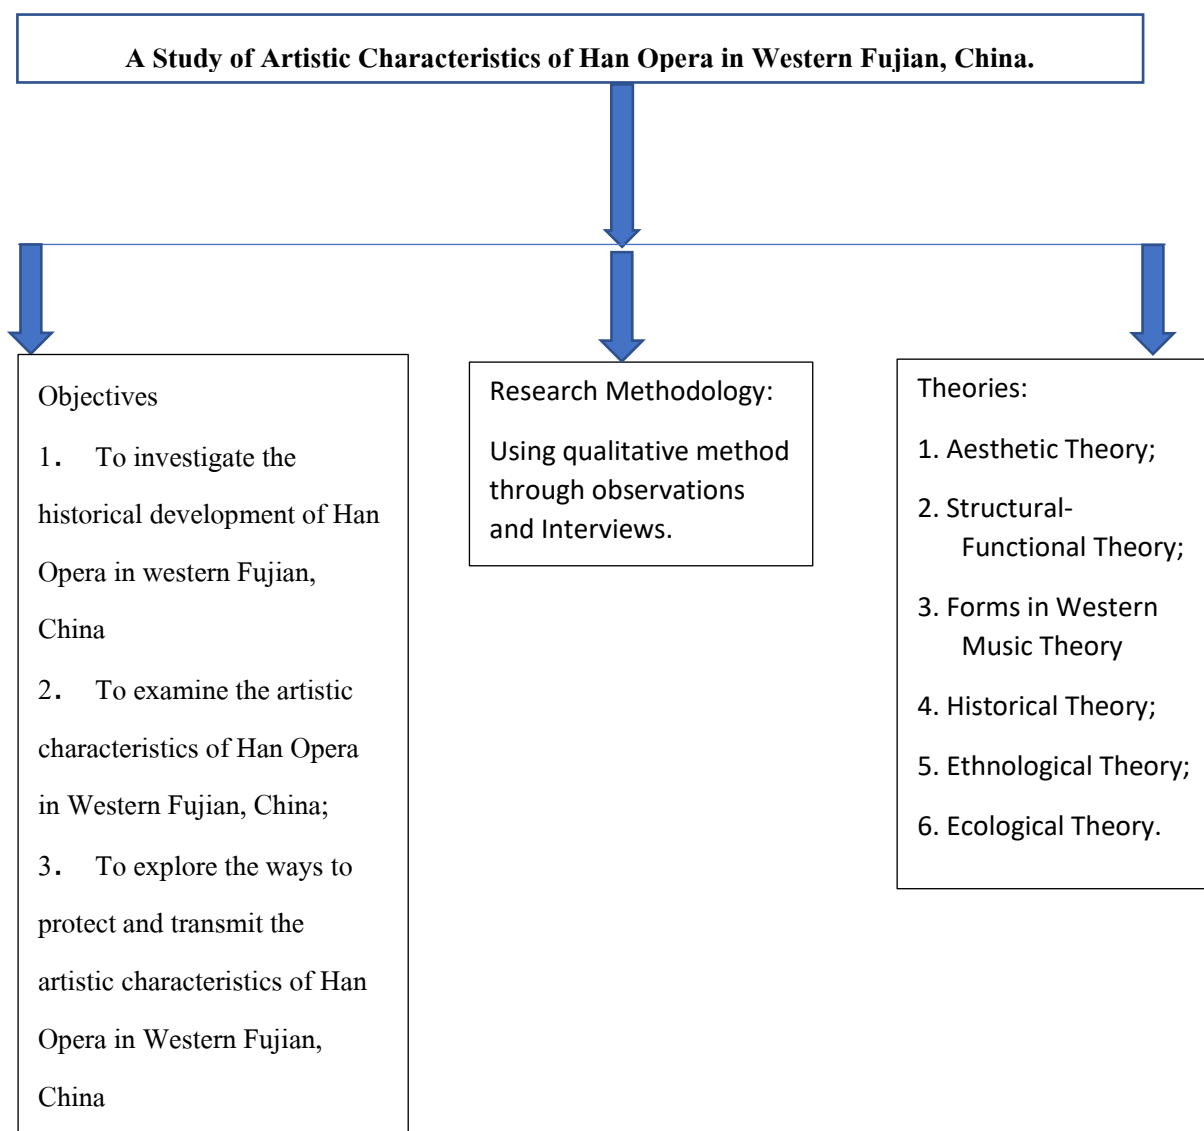 A Study of Artistic Characteristics of Han Opera in Western Fujian, China.
Objectives
1． To investigate the
historical development of Han
Opera in western Fujian,
China
2． To examine the artistic
characteristics of Han Opera
in Western Fujian, China;
3． To explore the ways to
protect and transmit the
artistic characteristics of Han
Opera in Western Fujian,
China
Research Methodology:
Using qualitative method
through observations
and Interviews.
Theories:
1. Aesthetic Theory;
2. Structural-
Functional Theory;
3. Forms in Western
Music Theory
4. Historical Theory;
5. Ethnological Theory;
6. Ecological Theory.